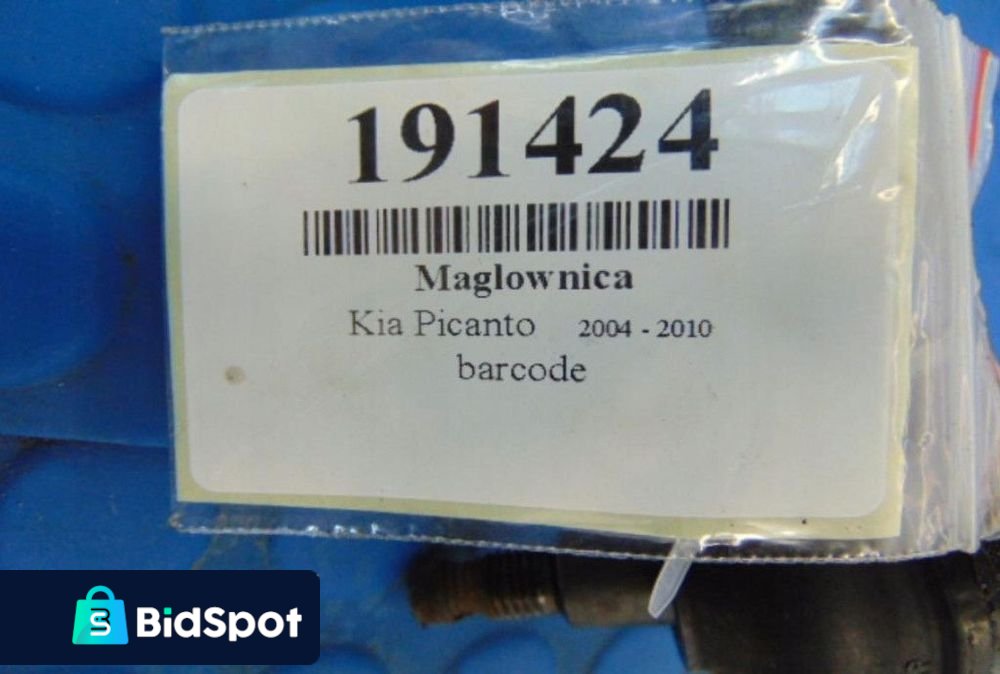 191424
Maglownica
Kia Picanto 2004 - 2010
barcode
BidSpot